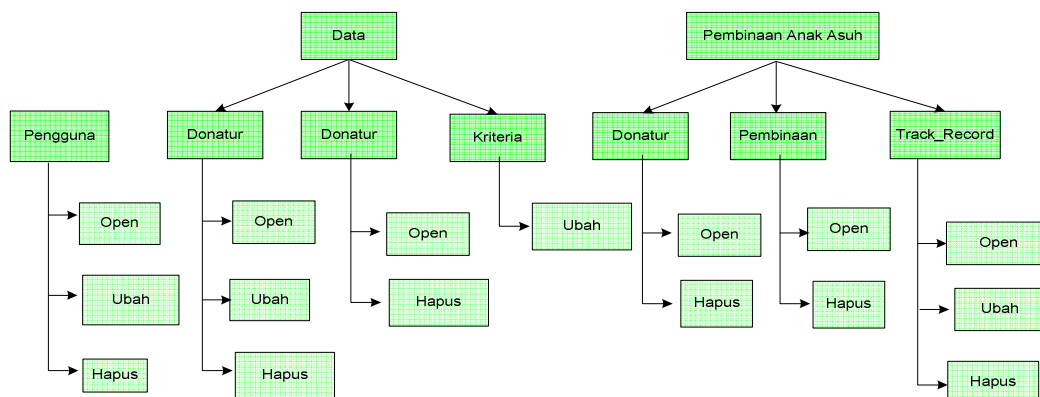 Data
Pembinaan Anak Asuh
Pengguna
Donatur
Donatur
Kriteria
Donatur
Pembinaan
Track_Record
Open
Open
Open
Ubah
Open
Open
Open
Ubah
Ubah
Hapus
Hapus
Hapus
Ubah
Hapus
Hapus
Hapus